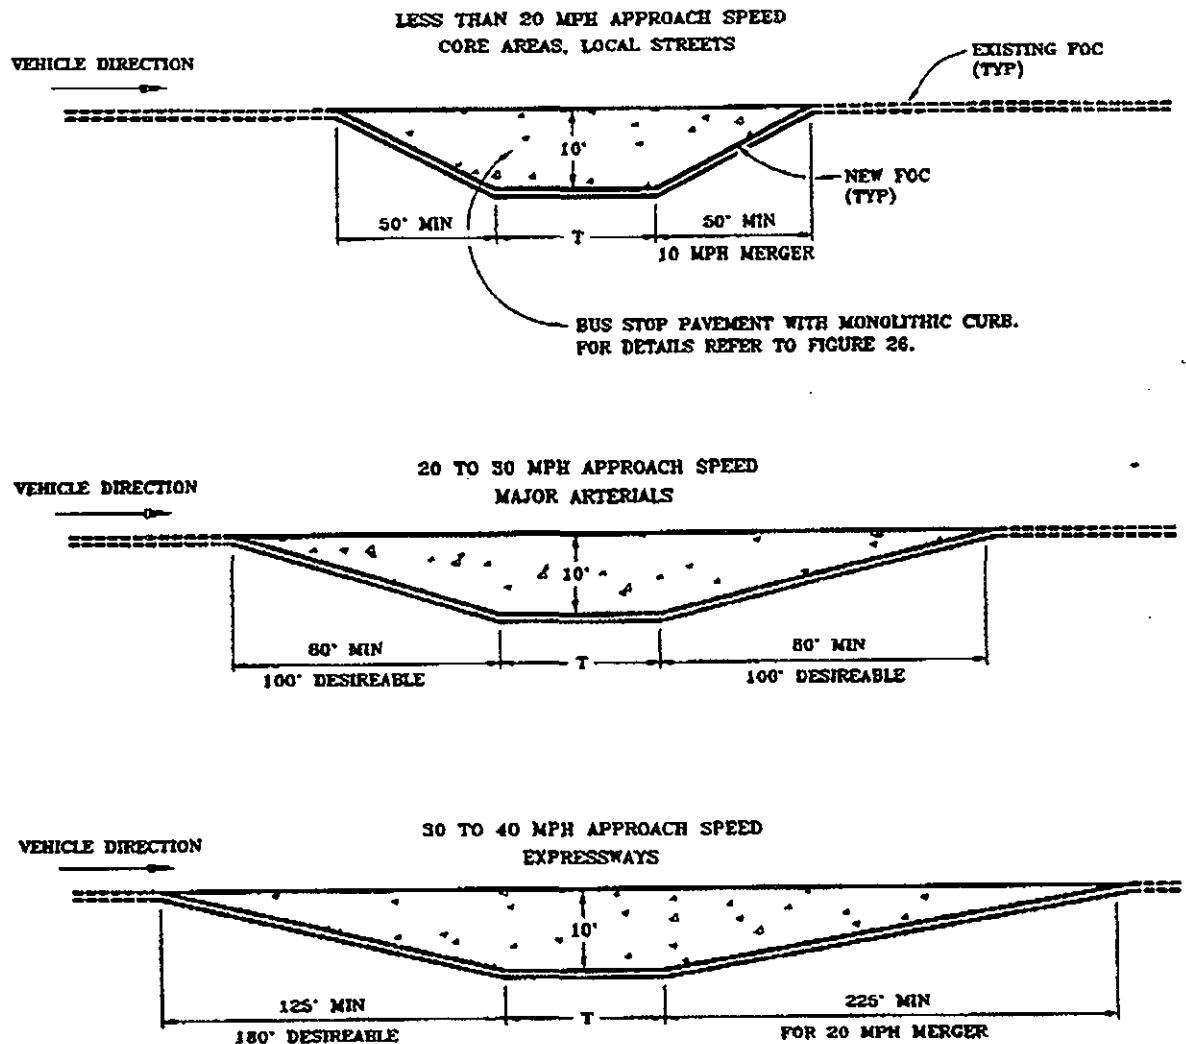 LESS THAN 20 MPH APPROACH SPEED
CORE AREAS, LOCAL STREETS
VEHICLE DIRECTION
EXISTING FOC
(TYP)
10'
NEW FOC
(TYP)
50' MIN
T
50' MIN
10 MPH MERGER
BUS STOP PAVEMENT WITH MONOLITHIC CURB.
FOR DETAILS REFER TO FIGURE 26.
20 TO 30 MPH APPROACH SPEED
MAJOR ARTERIALS
VEHICLE DIRECTION
10'
80' MIN
100' DESIREABLE
T
80' MIN
100' DESIREABLE
30 TO 40 MPH APPROACH SPEED
EXPRESSWAYS
VEHICLE DIRECTION
10'
125' MIN
180' DESIREABLE
T
225' MIN
FOR 20 MPH MERGER